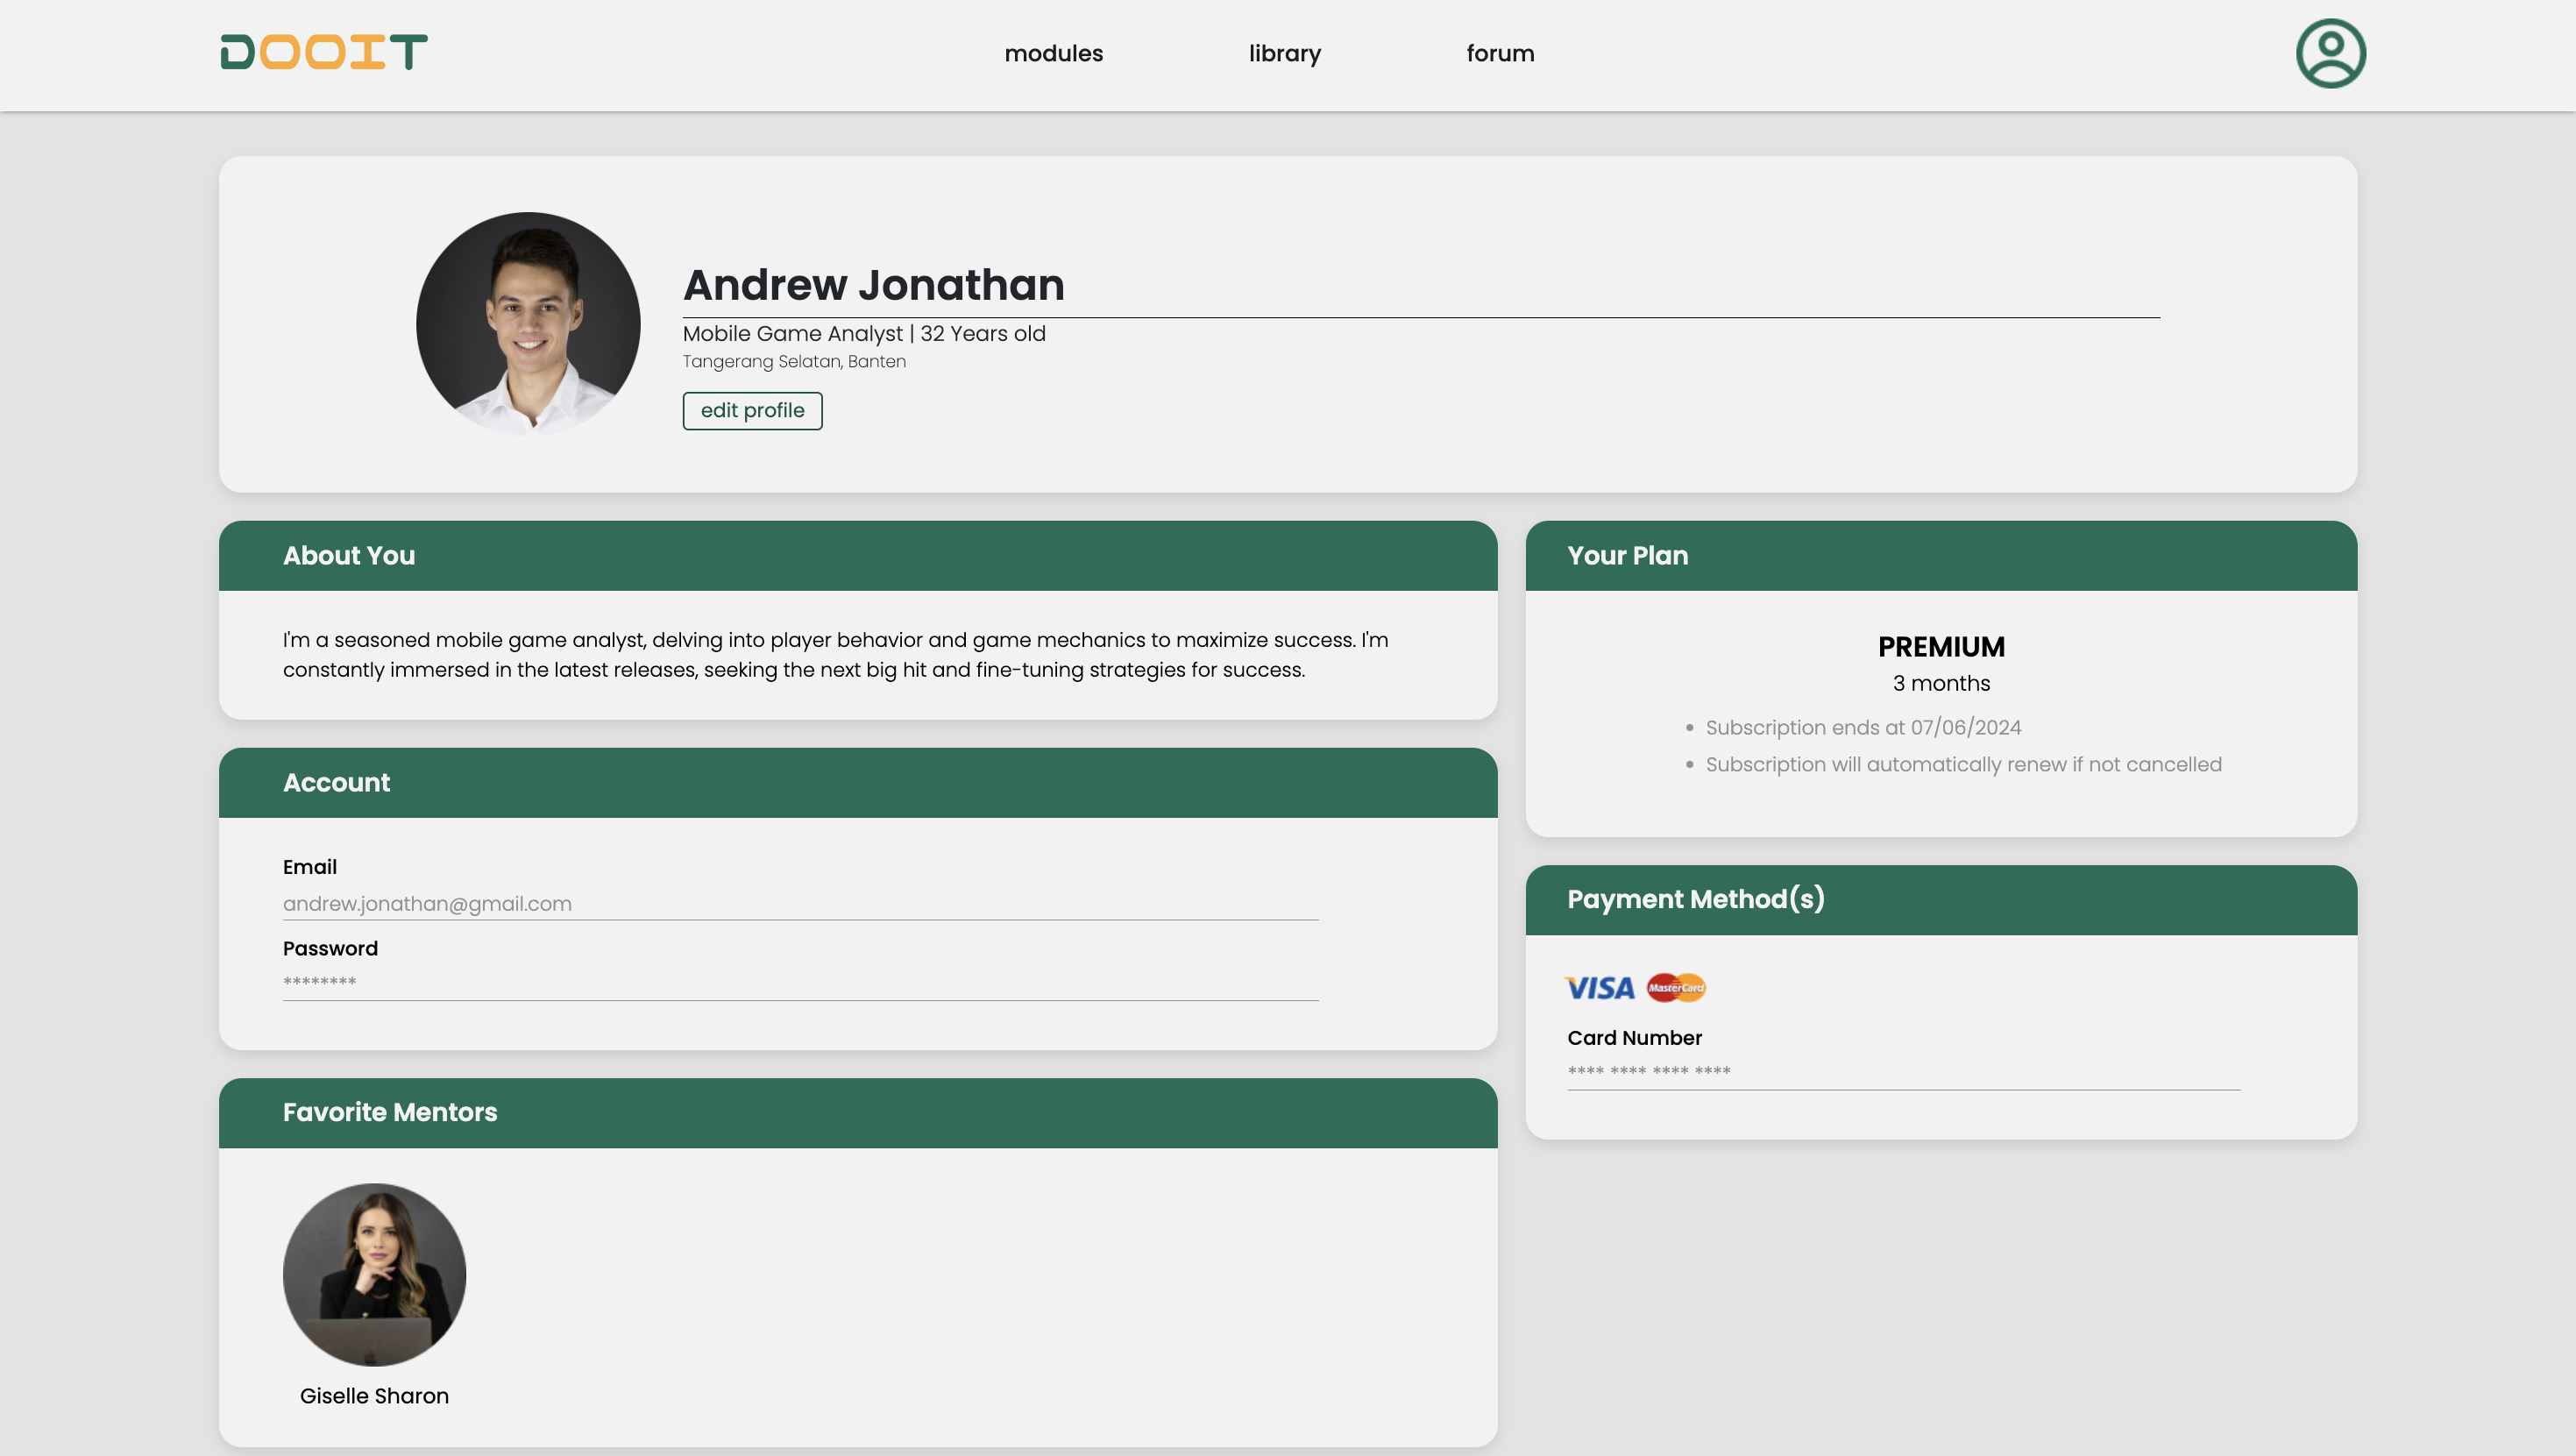 DOOIT
modules
library
forum
Andrew Jonathan
Mobile Game Analyst | 32 Years old
Tangerang Selatan, Banten
edit profile
About You
I'm a seasoned mobile game analyst, delving into player behavior and game mechanics to maximize success. I'm
constantly immersed in the latest releases, seeking the next big hit and fine-tuning strategies for success.
Account
Email
andrew.jonathan@gmail.com
Password
********
Favorite Mentors
Giselle Sharon
Your Plan
PREMIUM
3 months
• Subscription ends at 07/06/2024
• Subscription will automatically renew if not cancelled
Payment Method(s)
VISA MasterCard
Card Number
**** **** **** ****